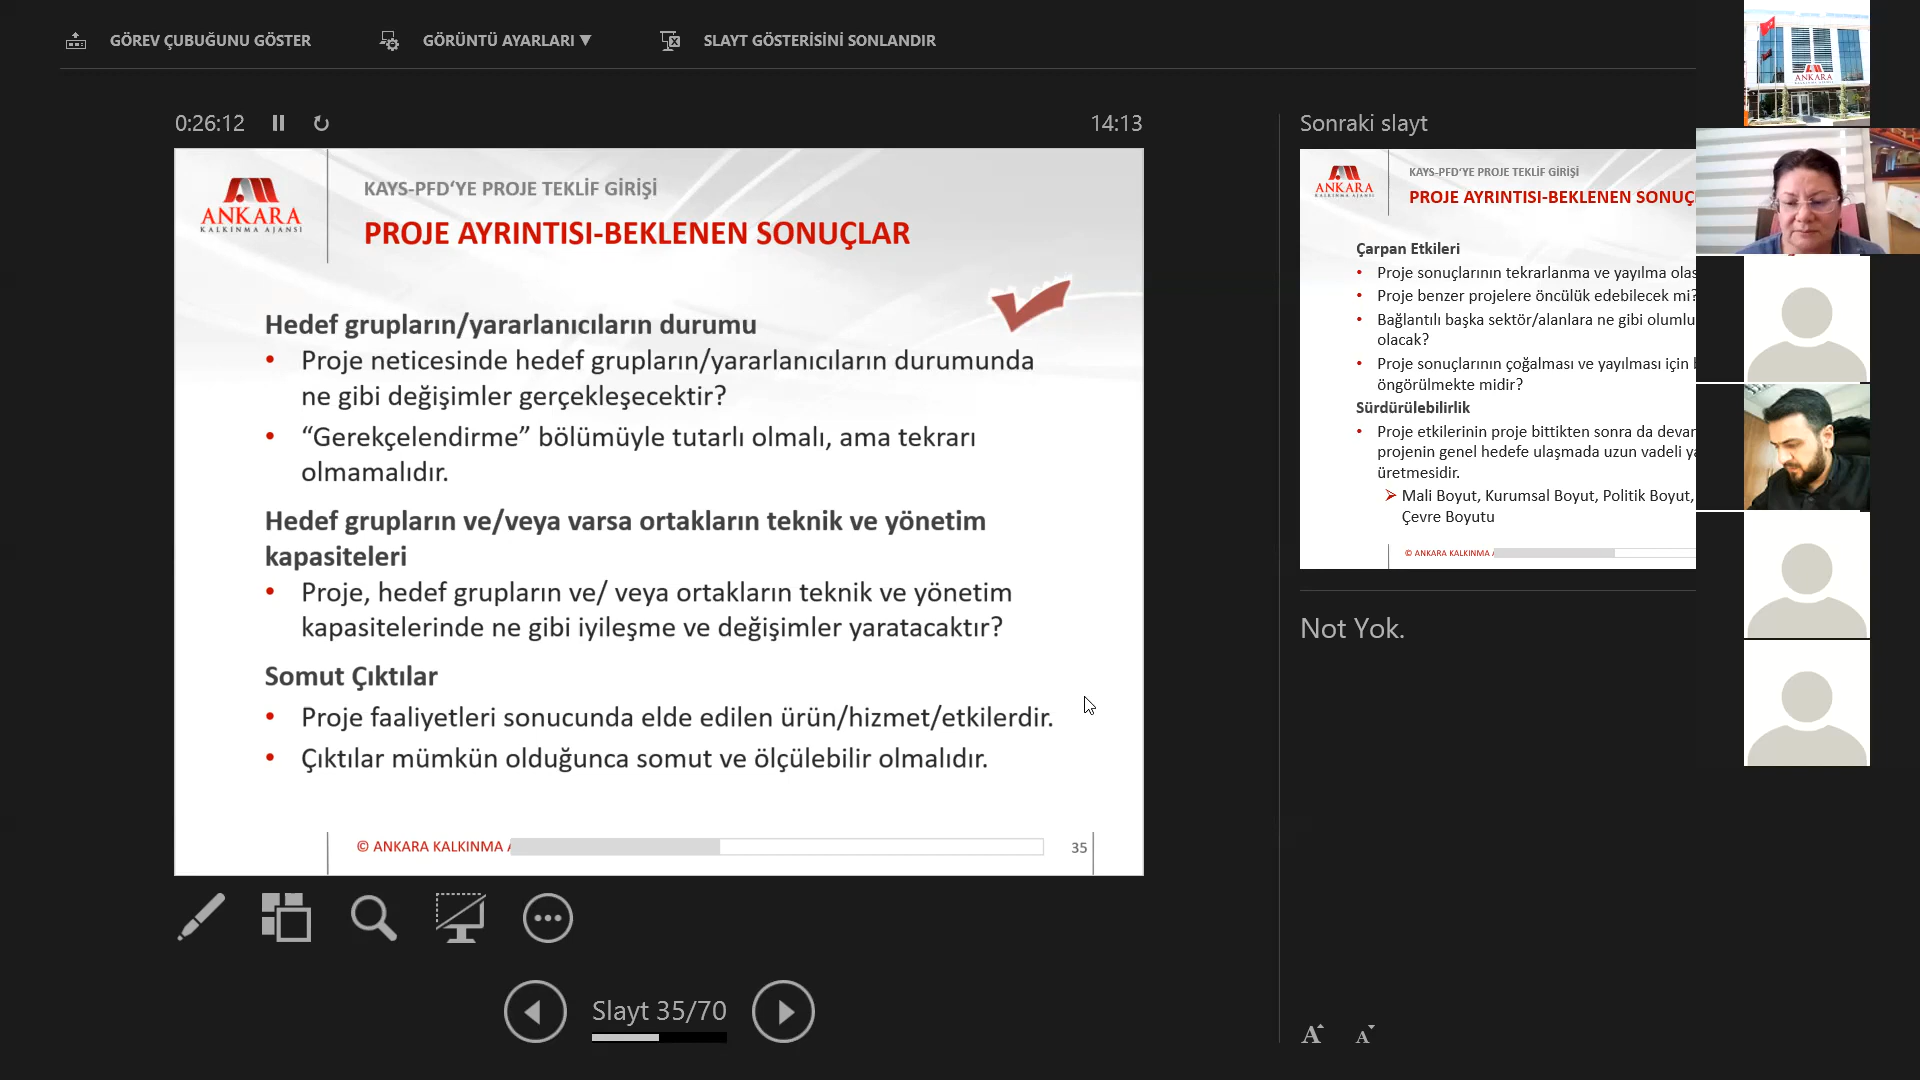 GÖREV ÇUBUĞUNU GÖSTER
GÖRÜNTÜ AYARLARI ▼
SLAYT GÖSTERİSİNİ SONLANDIR
0:26:12
14:13
ANKARA
KALKINMA AJANSI
KAYS-PFD‘YE PROJE TEKLİF GİRİŞİ
PROJE AYRINTISI-BEKLENEN SONUÇLAR
Hedef grupların/yararlanıcıların durumu
• Proje neticesinde hedef grupların/yararlanıcıların durumunda
ne gibi değişimler gerçekleşecektir?
• “Gerekçelendirme” bölümüyle tutarlı olmalı, ama tekrarı
olmamalıdır.
Hedef grupların ve/veya varsa ortakların teknik ve yönetim
kapasiteleri
• Proje, hedef grupların ve/ veya ortakların teknik ve yönetim
kapasitelerinde ne gibi iyileşme ve değişimler yaratacaktır?
Somut Çıktılar
• Proje faaliyetleri sonucunda elde edilen ürün/hizmet/etkilerdir.
• Çıktılar mümkün olduğunca somut ve ölçülebilir olmalıdır.
© ANKARA KALKINMA
35
Slayt 35/70
Sonraki slayt
ANKARA
KALKINMA AJANSI
KAYS-PFD‘YE PROJE TEKLİF GİRİŞİ
PROJE AYRINTISI-BEKLENEN SONUÇ
Çarpan Etkileri
• Proje sonuçlarının tekrarlanma ve yayılma
• Proje benzer projelere öncülük edebilecek mi?
• Bağlantılı başka sektör/alanlara ne gibi olumlu
olacak?
• Proje sonuçlarının çoğalması ve yayılması için
öngörülmekte midir?
Sürdürülebilirlik
• Proje etkilerinin proje bittikten sonra da
projenin genel hedefe ulaşmada uzun vadeli
üretmesidir.
➢ Mali Boyut, Kurumsal Boyut, Politik Boyut,
Çevre Boyutu
© ANKARA KALKINMA
Not Yok.
A A
ANKARA